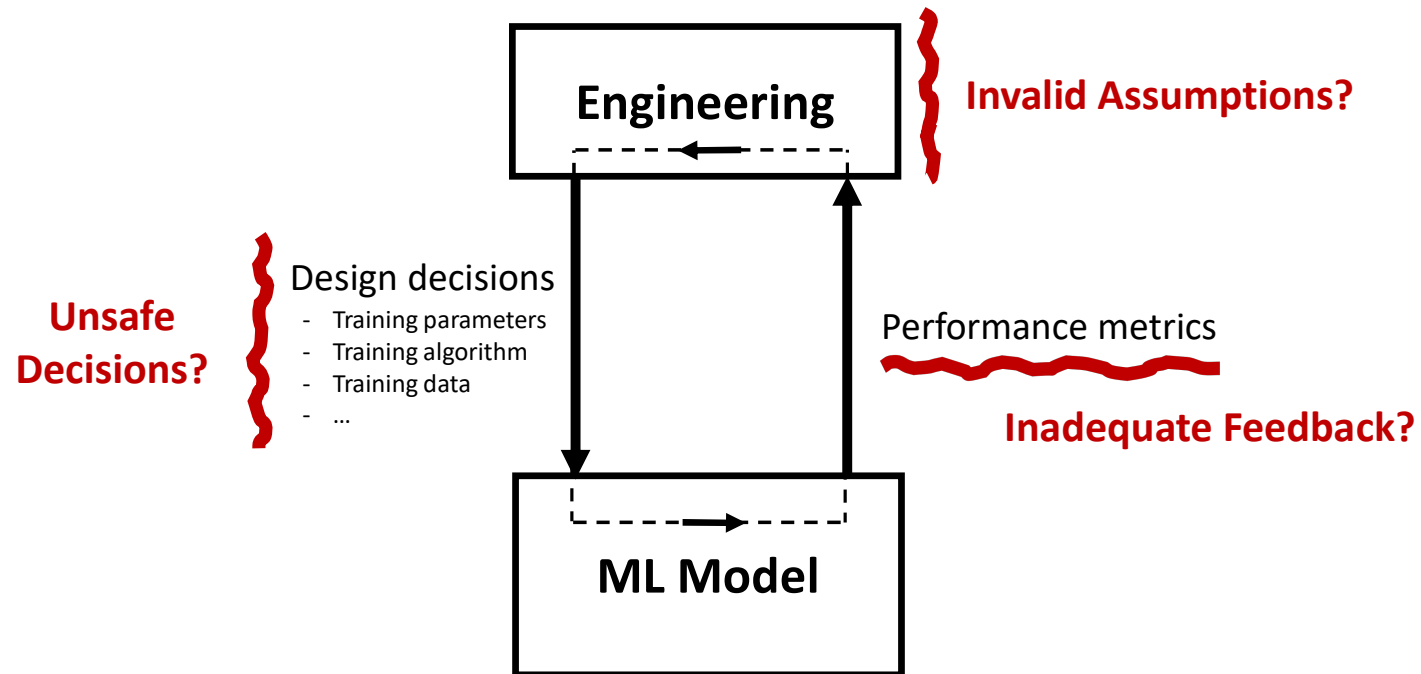 Engineering
Invalid Assumptions?
Unsafe
Decisions?
Design decisions
- Training parameters
- Training algorithm
- Training data
- ...
Performance metrics
Inadequate Feedback?
ML Model